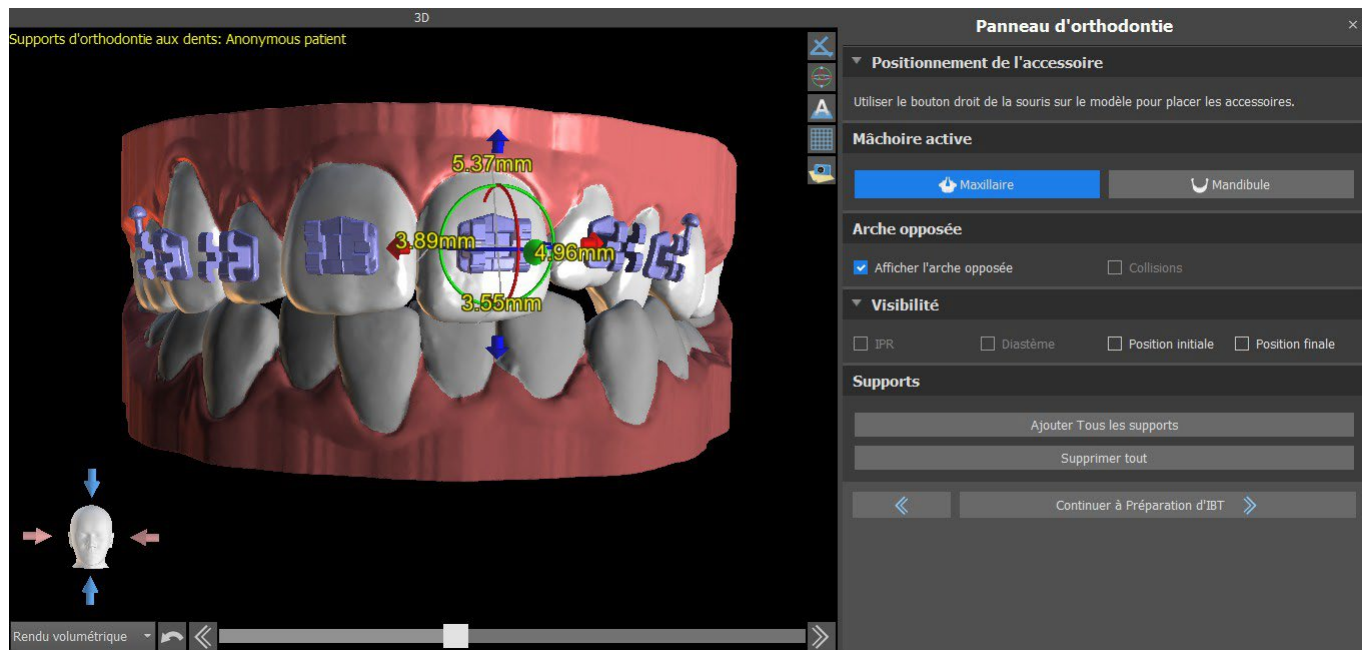 3D
Supports d'orthodontie aux dents: Anonymous patient
5.37mm
3.89mm
4.96mm
3.55mm
Rendu volumétrique
Panneau d'orthodontie
Positionnement de l'accessoire
Utiliser le bouton droit de la souris sur le modèle pour placer les accessoires.
Mâchoire active
Maxillaire
Mandibule
Arche opposée
Afficher l'arche opposée
Collisions
Visibilité
IPR
Diastème
Position initiale
Position finale
Supports
Ajouter Tous les supports
Supprimer tout
Continuer à Préparation d'IBT